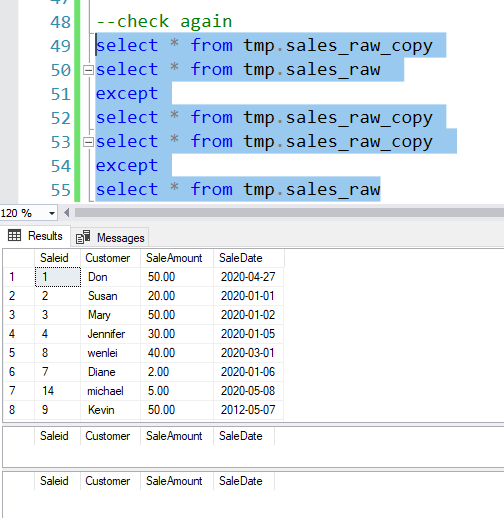 48 --check again
49 select * from tmp.sales_raw_copy
50 select * from tmp.sales_raw
51 except
52 select * from tmp.sales_raw_copy
53 select * from tmp.sales_raw_copy
54 except
55 select * from tmp.sales_raw
120 %
Results Messages
Saleid Customer SaleAmount SaleDate
1 1 Don 50.00 2020-04-27
2 2 Susan 20.00 2020-01-01
3 3 Mary 50.00 2020-01-02
4 4 Jennifer 30.00 2020-01-05
5 8 wenlei 40.00 2020-03-01
6 7 Diane 2.00 2020-01-06
7 14 michael 5.00 2020-05-08
8 9 Kevin 50.00 2012-05-07
Saleid Customer SaleAmount SaleDate
Saleid Customer SaleAmount SaleDate